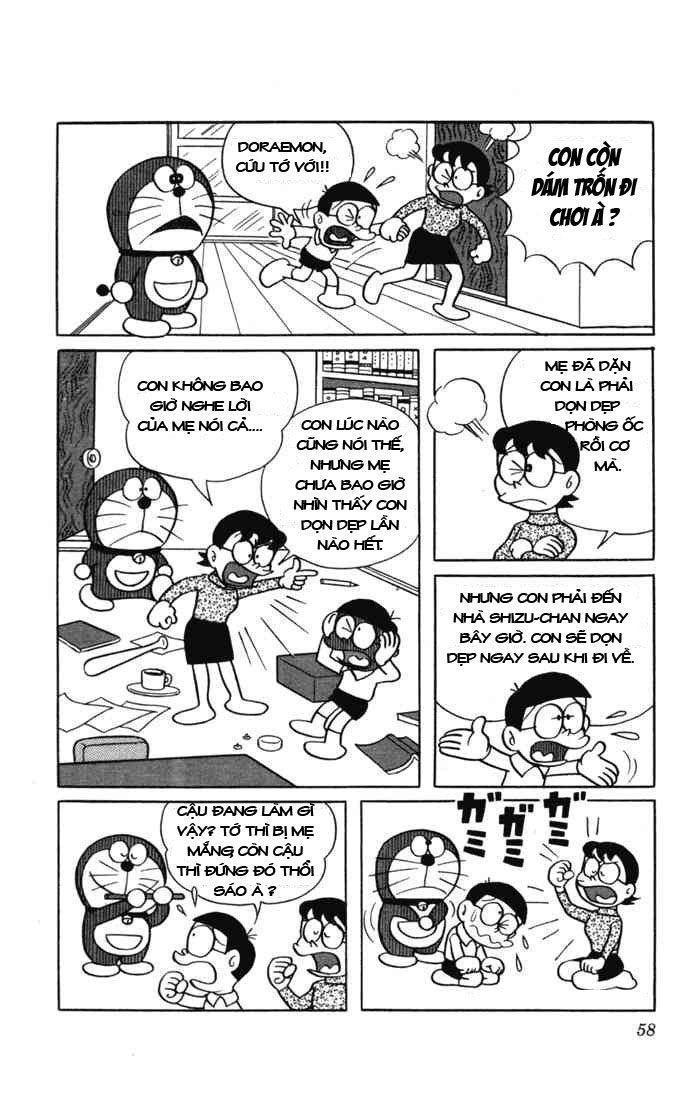 CON CÒN
DÁM TRỐN ĐI
CHƠI À ?
DORAEMON,
CỨU TỚ VỚI!!
MẸ ĐÃ DẶN
CON LÀ PHẢI
DỌN DẸP
PHÒNG ỐC
RỒI CƠ
MÀ.
NHƯNG CON PHẢI ĐẾN
NHÀ SHIZU-CHAN NGAY
BÂY GIỜ. CON SẼ DỌN
DẸP NGAY SAU KHI ĐI VỀ.
CON LÚC NÀO
CŨNG NÓI THẾ,
NHƯNG MẸ
CHƯA BAO GIỜ
NHÌN THẤY CON
DỌN DẸP LẦN
NÀO HẾT.
CON KHÔNG BAO
GIỜ NGHE LỜI
CỦA MẸ NÓI CẢ....
ガミ
ガミ
ガミ
CẬU ĐANG LÀM GÌ
VẬY? TỚ THÌ BỊ MẸ
MẮNG, CÒN CẬU
THÌ ĐỨNG ĐÓ THỔI
SÁO À ?
58